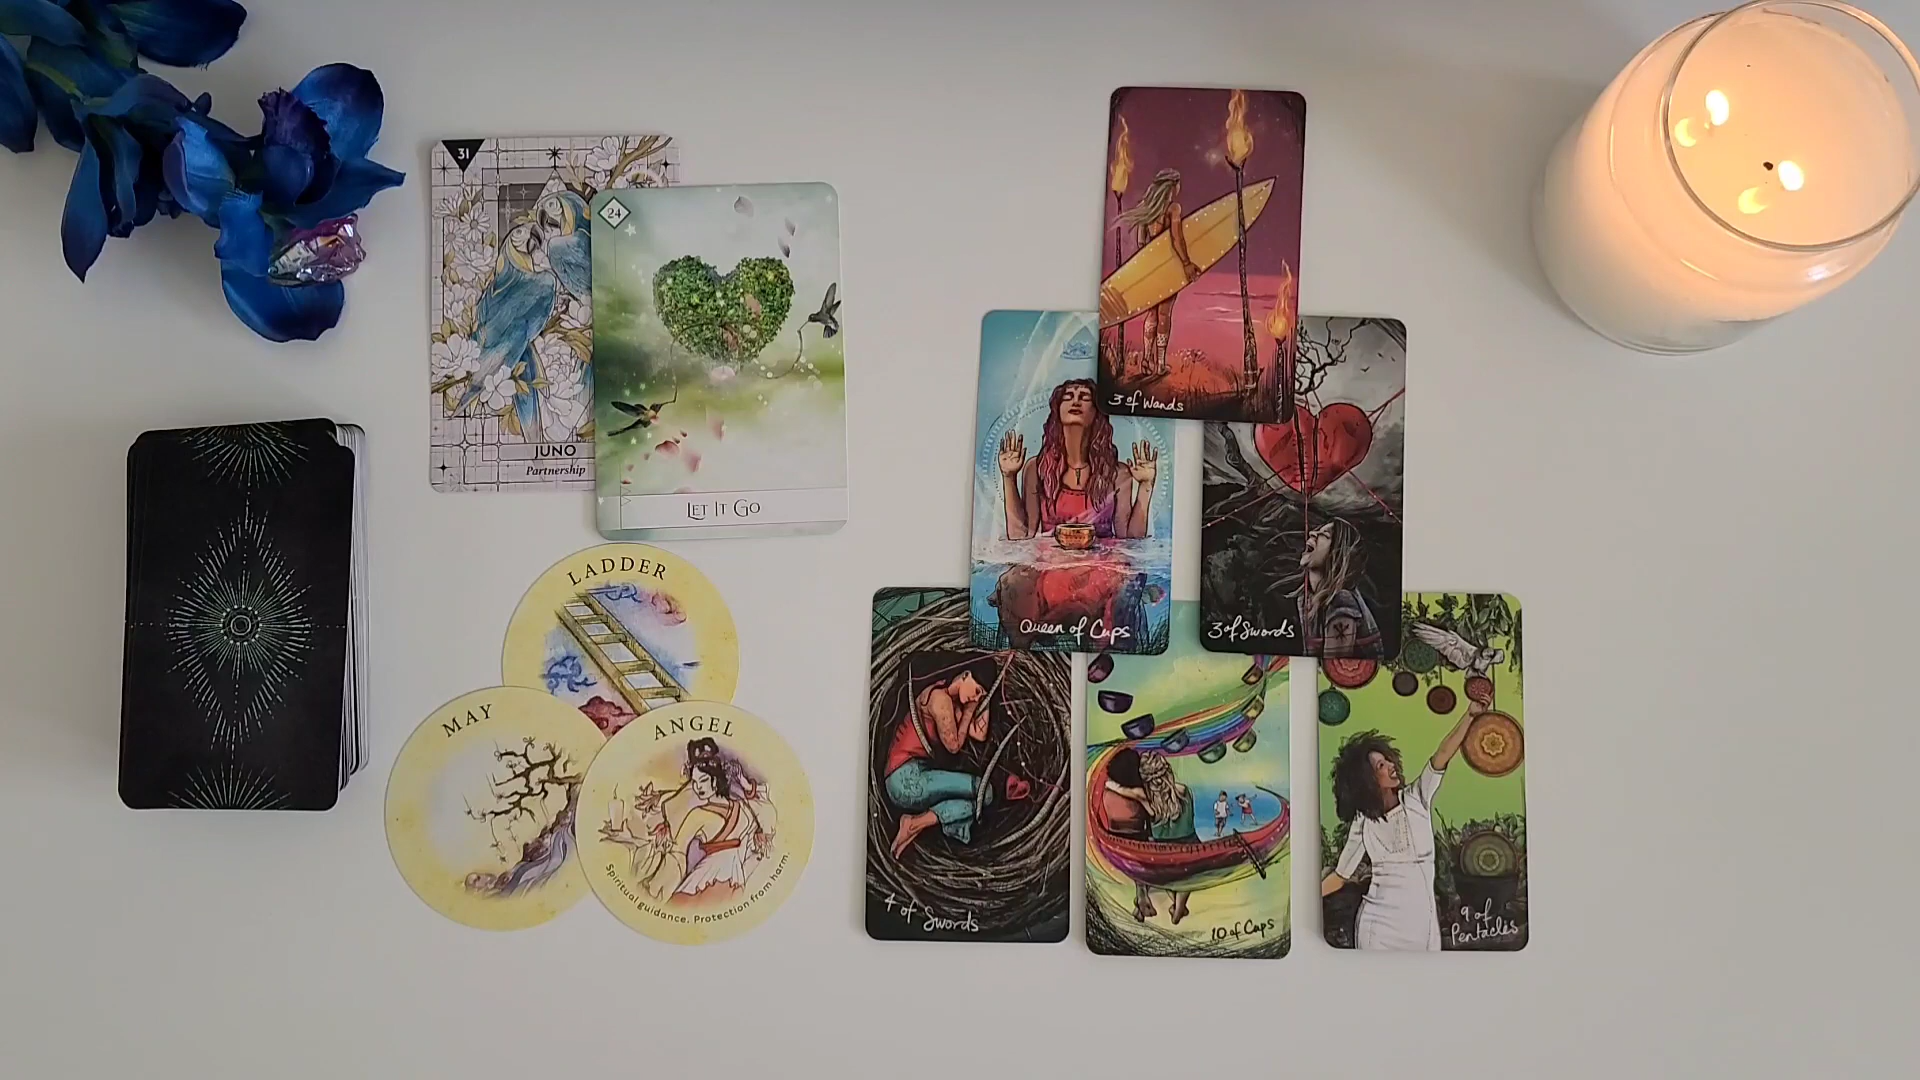 31
JUNO
Partnership
24
LET IT GO
LADDER
MAY
ANGEL
Spiritual guidance. Protection from harm.
3 of Wands
Queen of Cups
3 of Swords
4 of Swords
10 of Cups
9 of
Pentacles